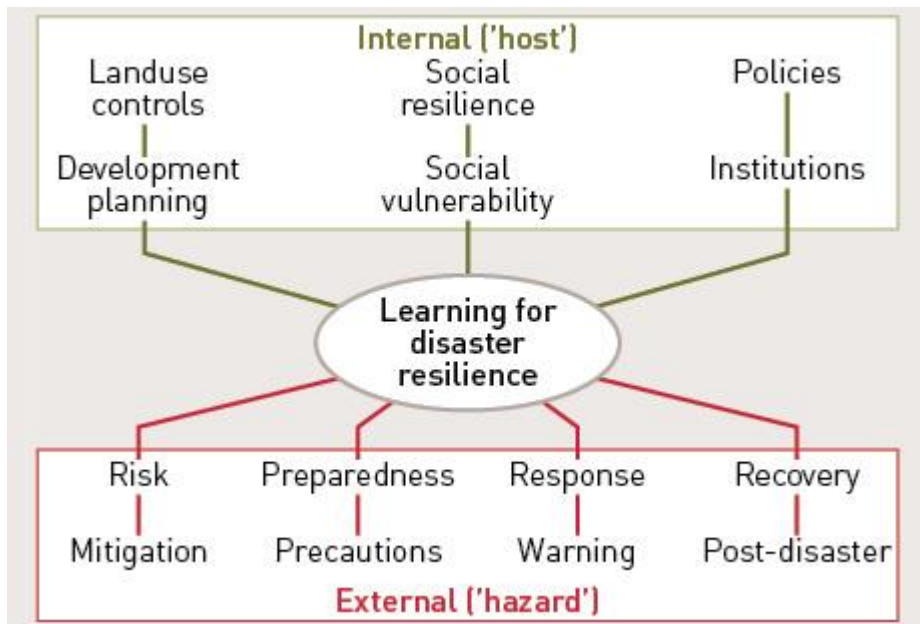 Internal ('host')
Landuse
controls
Social
resilience
Policies
Development
planning
Social
vulnerability
Institutions
Learning for
disaster
resilience
Risk
Preparedness
Response
Recovery
Mitigation
Precautions
Warning
Post-disaster
External ('hazard')